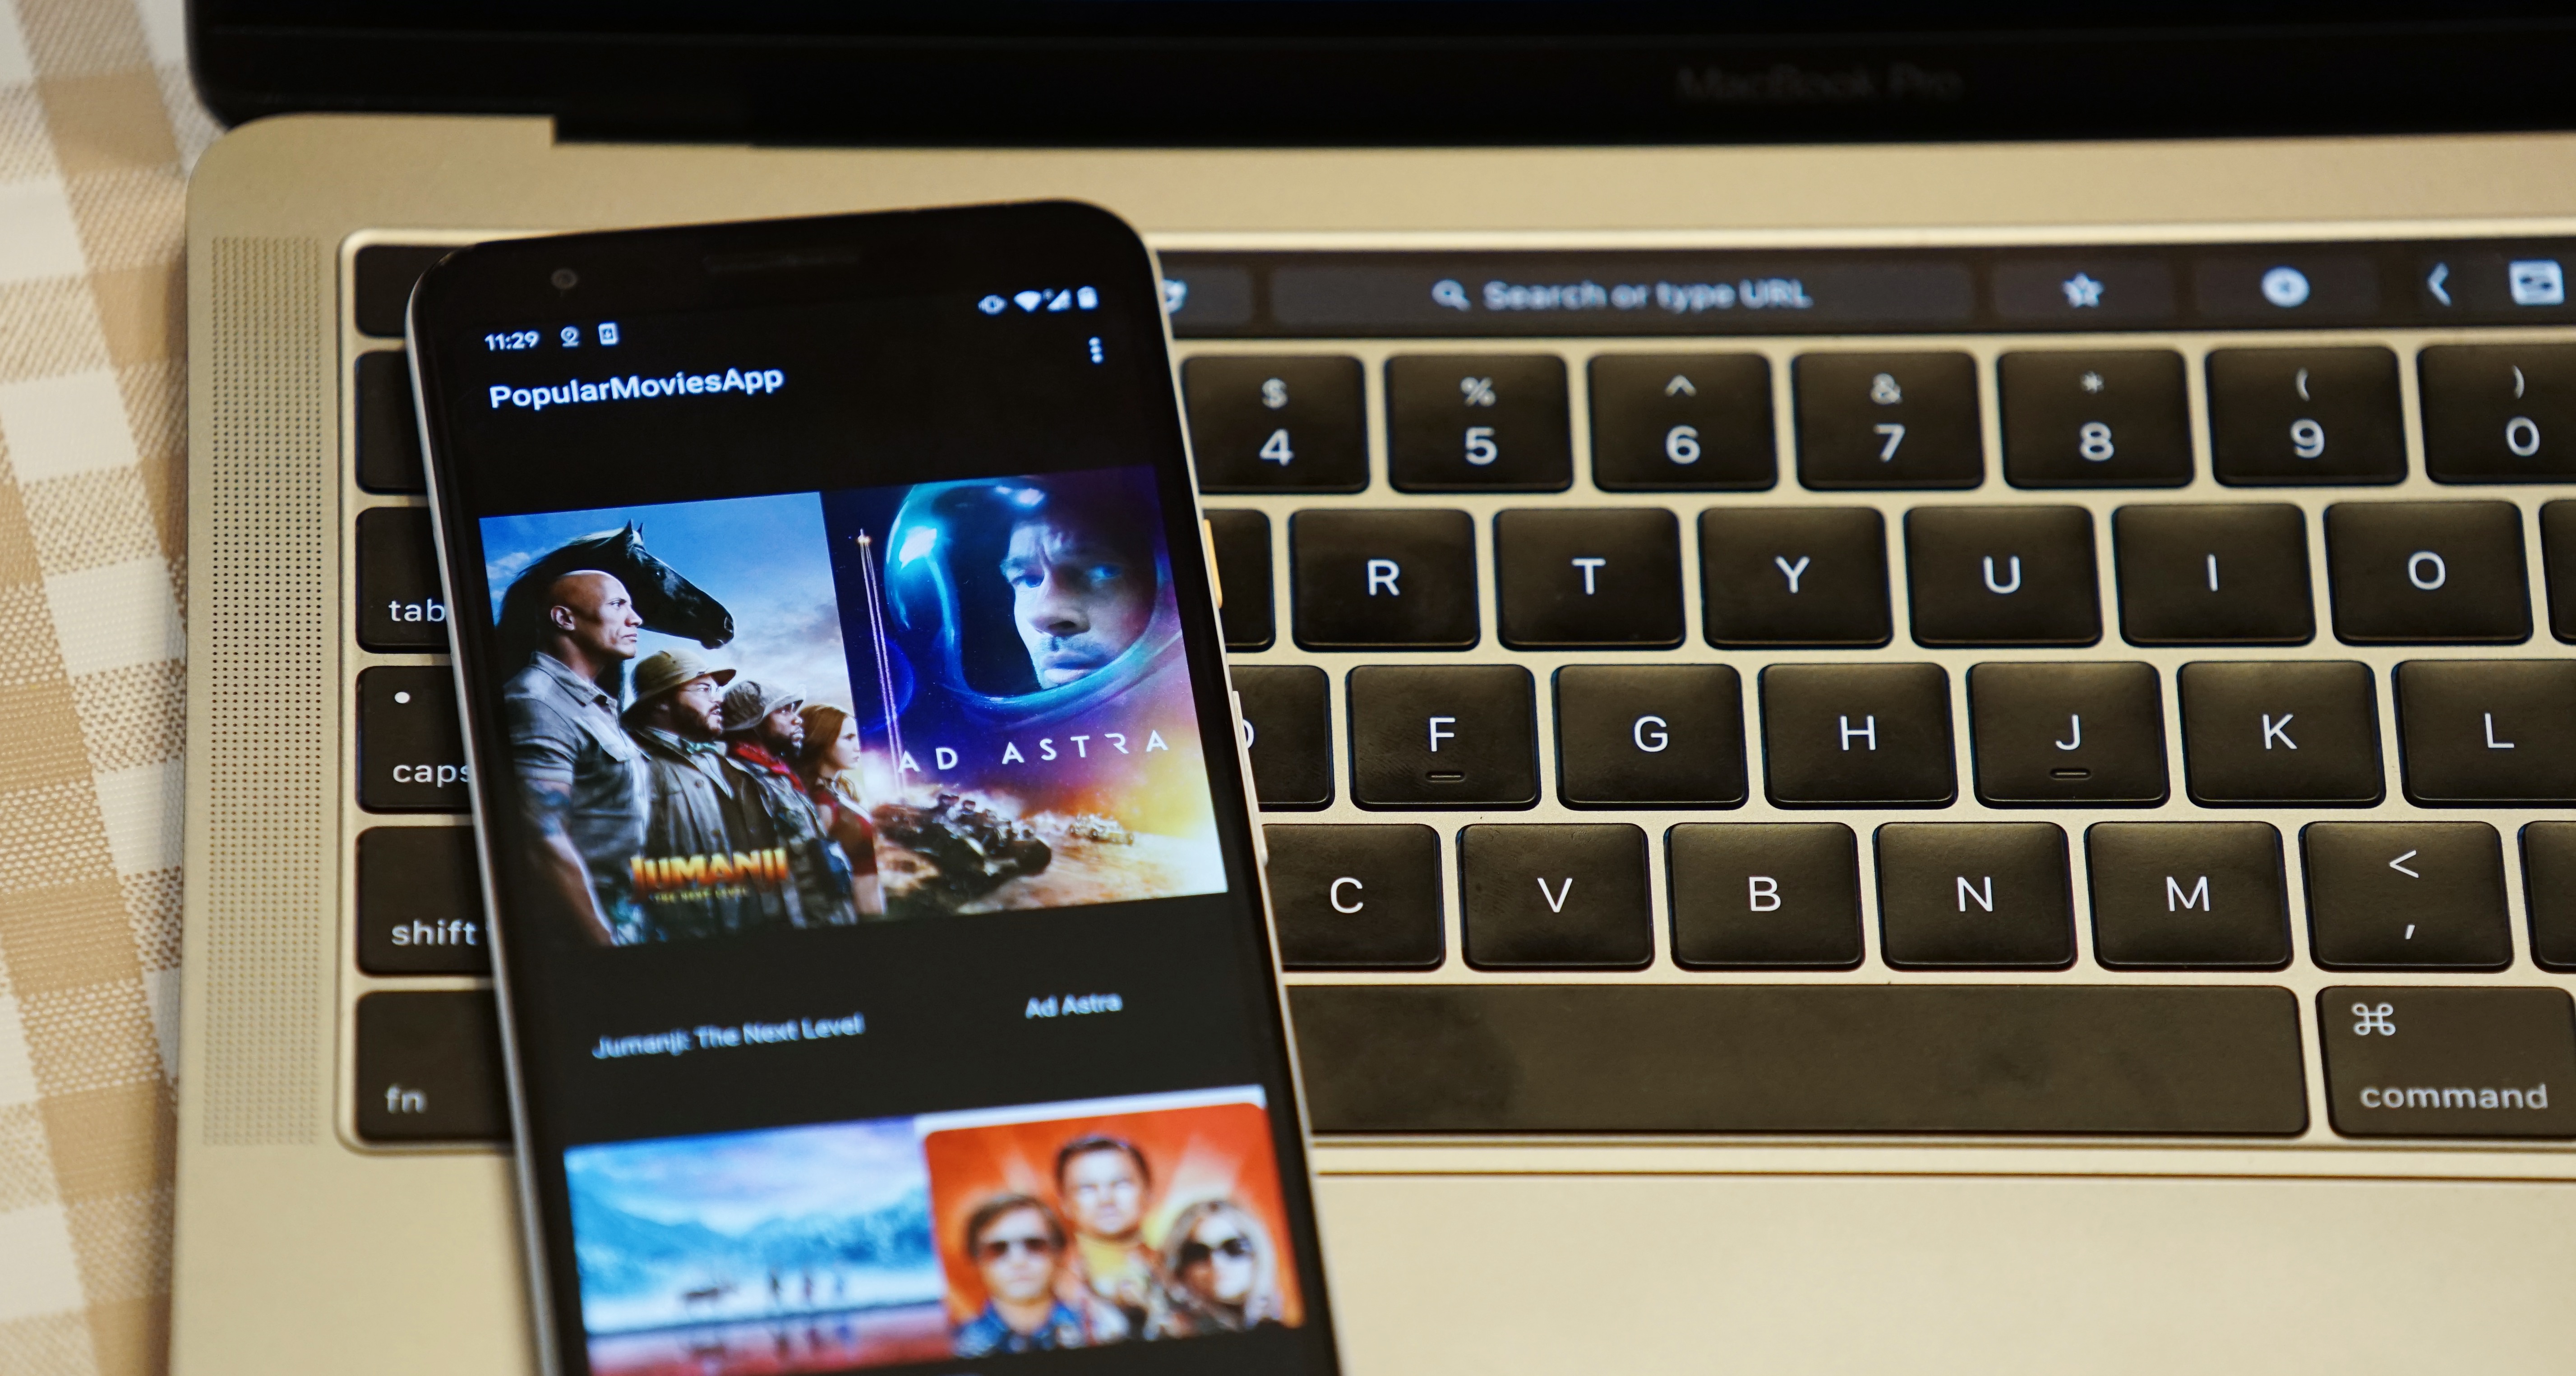 MacBook Pro
Search or type URL
11:29
PopularMoviesApp
AD ASTRA
JUMANJI
THE NEXT LEVEL
Jumanji: The Next Level
Ad Astra
$ % ^ & * ( )
4 5 6 7 8 9 0
tab R T Y U I O
caps D F G H J K L
shift C V B N M <
,
fn ⌘
command